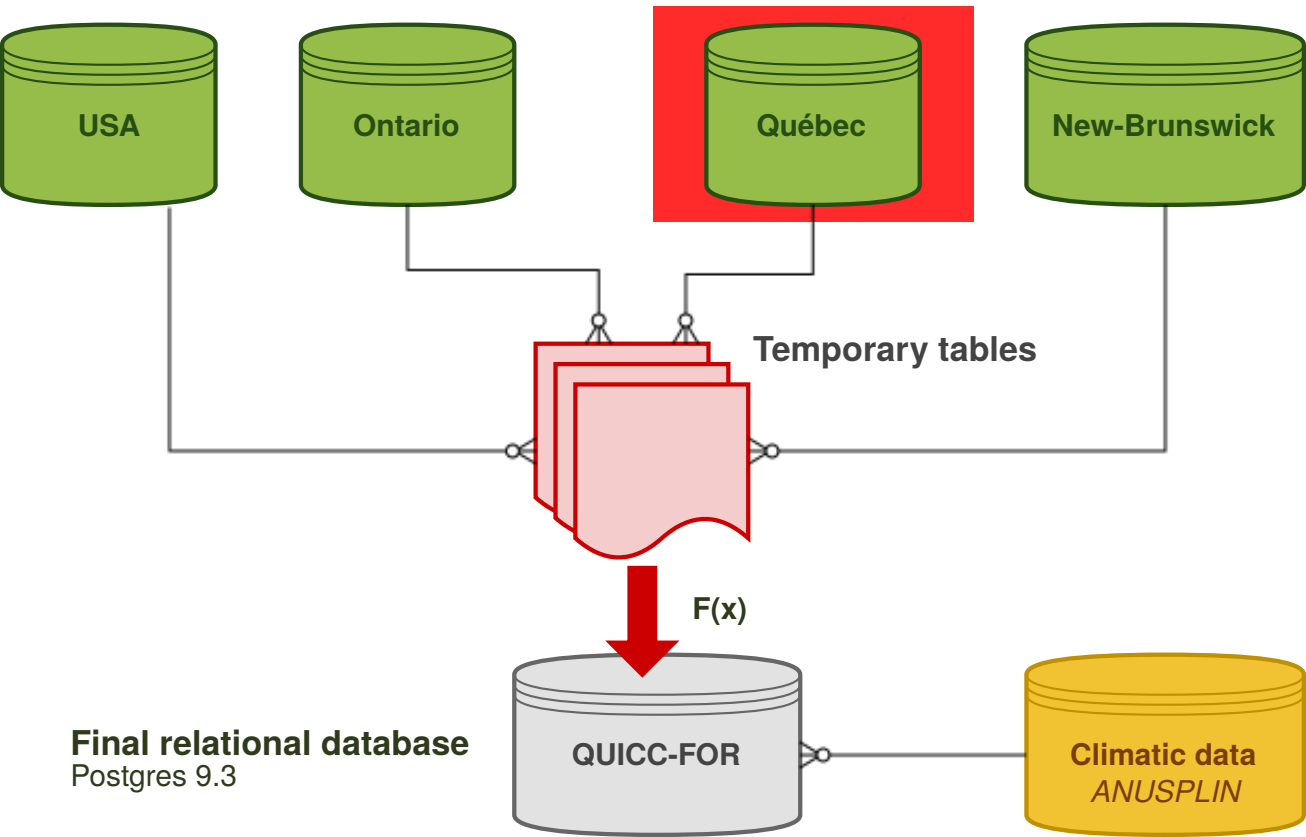 USA
Ontario
Québec
New-Brunswick
Temporary tables
F(x)
Final relational database
Postgres 9.3
QUICC-FOR
Climatic data
ANUSPLIN